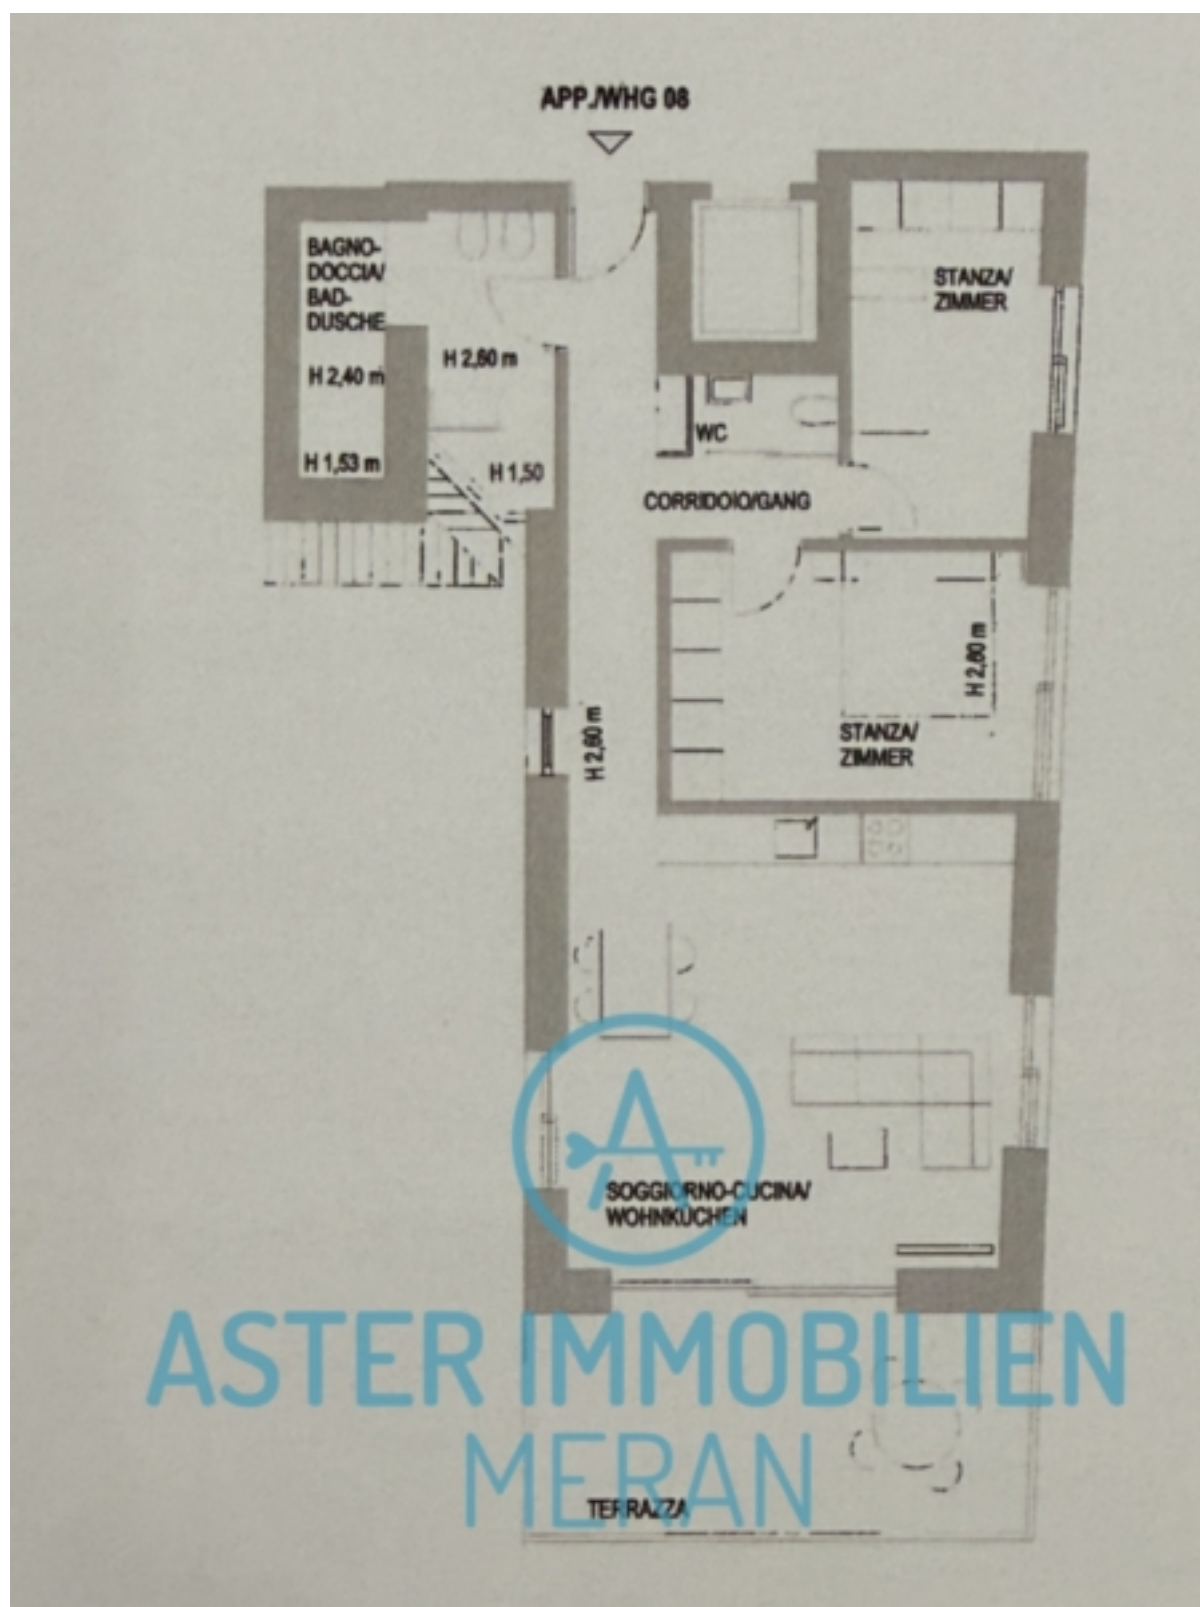 APP./WHG 08
BAGNO-
DOCCIA/
BAD-
DUSCHE
H 2,40 m
H 1,53 m
H 2,60 m
H 1,50
STANZA/
ZIMMER
WC
CORRIDOIO/GANG
H 2,60 m
STANZA/
ZIMMER
H 2,60 m
SOGGIORNO-CUCINA/
WOHNKÜCHEN
ASTER IMMOBILIEN
MERAN
TERRAZZA